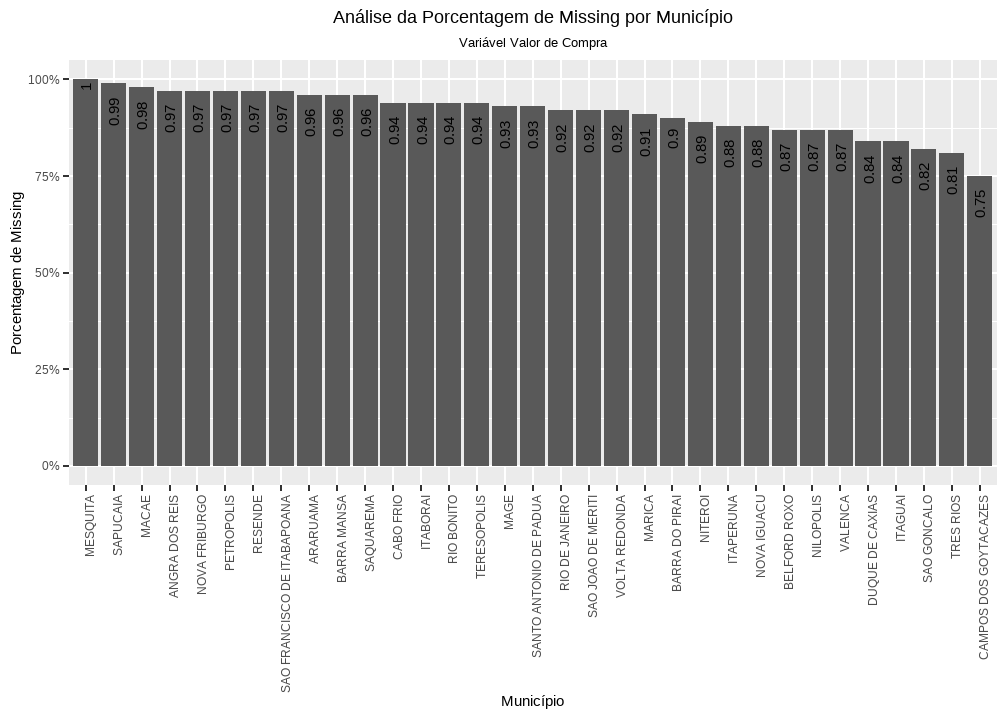 Análise da Porcentagem de Missing por Município
Variável Valor de Compra
Porcentagem de Missing
100%
75%
50%
25%
0%
1
0.99
0.98
0.97
0.97
0.97
0.97
0.97
0.96
0.96
0.96
0.94
0.94
0.94
0.94
0.93
0.93
0.92
0.92
0.92
0.91
0.9
0.89
0.88
0.88
0.87
0.87
0.87
0.84
0.84
0.82
0.81
0.75
MESQUITA
SAPUCAIA
MACAE
ANGRA DOS REIS
NOVA FRIBURGO
PETROPOLIS
RESENDE
SAO FRANCISCO DE ITABAPOANA
ARARUAMA
BARRA MANSA
SAQUAREMA
CABO FRIO
ITABORAI
RIO BONITO
TERESOPOLIS
MAGE
SANTO ANTONIO DE PADUA
RIO DE JANEIRO
SAO JOAO DE MERITI
VOLTA REDONDA
MARICA
BARRA DO PIRAI
NITEROI
ITAPERUNA
NOVA IGUACU
BELFORD ROXO
NILOPOLIS
VALENCA
DUQUE DE CAXIAS
ITAGUAI
SAO GONCALO
TRES RIOS
CAMPOS DOS GOYTACAZES
Município